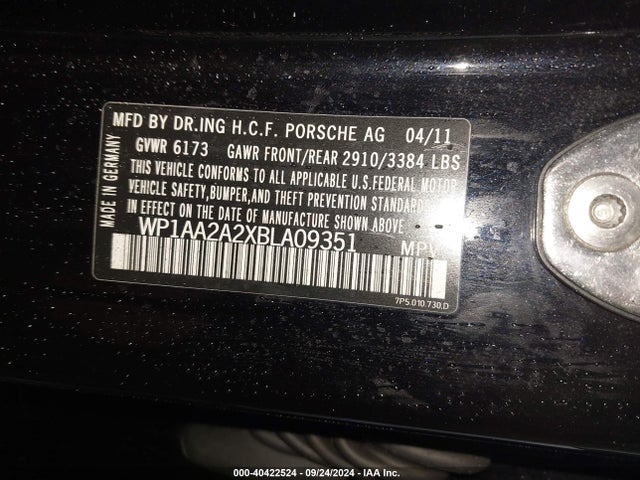 MFD BY DR.ING H.C.F. PORSCHE AG 04/11
GVWR 6173 GAWR FRONT/REAR 2910/3384 LBS
THIS VEHICLE CONFORMS TO ALL APPLICABLE U.S.FEDERAL MOTOR
VEHICLE SAFETY,BUMPER,AND THEFT PREVENTION STANDARDS
IN EFFECT ON THE DATE OF MANUFACTURE SHOWN ABOVE
WP1AA2A2XBLA09351 MPV
MADE IN GERMANY
7P5.010.730.D
000-40422524 - 09/24/2024 - IAA Inc.